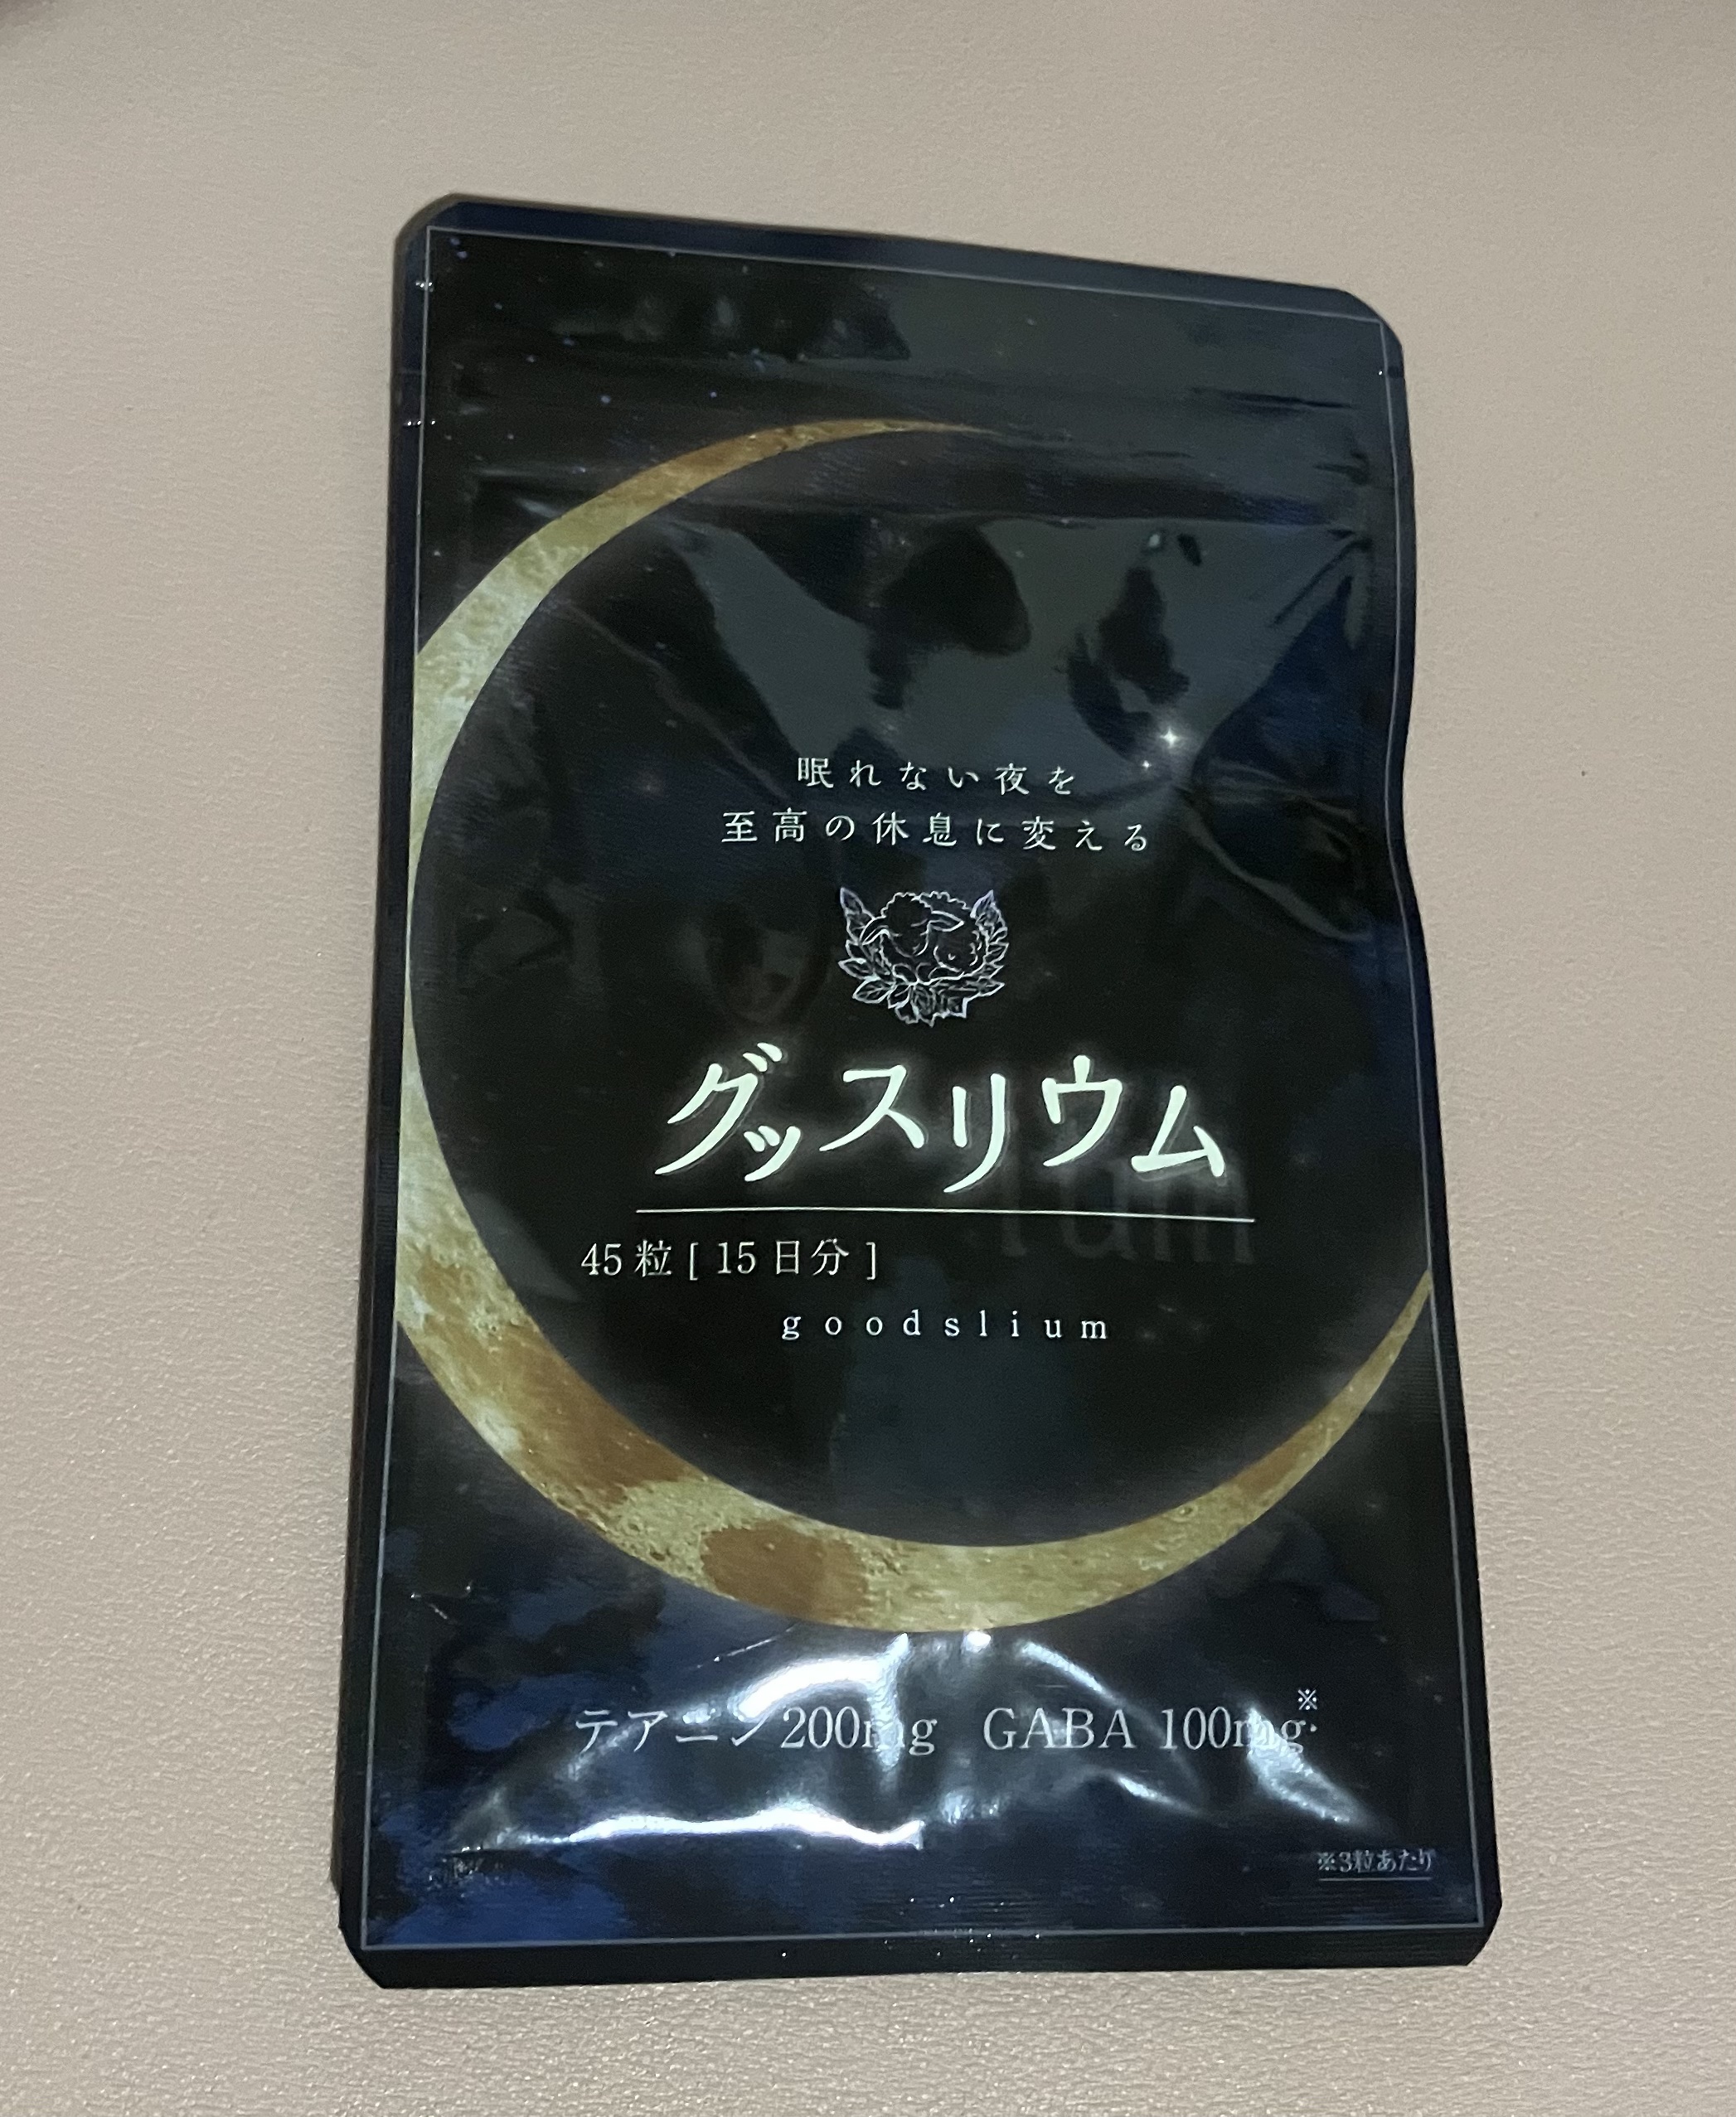 眠れない夜を
至高の休息に変える
グッスリウム
45粒 [ 15日分 ]
goodslium
テアニン200mg GABA 100mg※
※3粒あたり